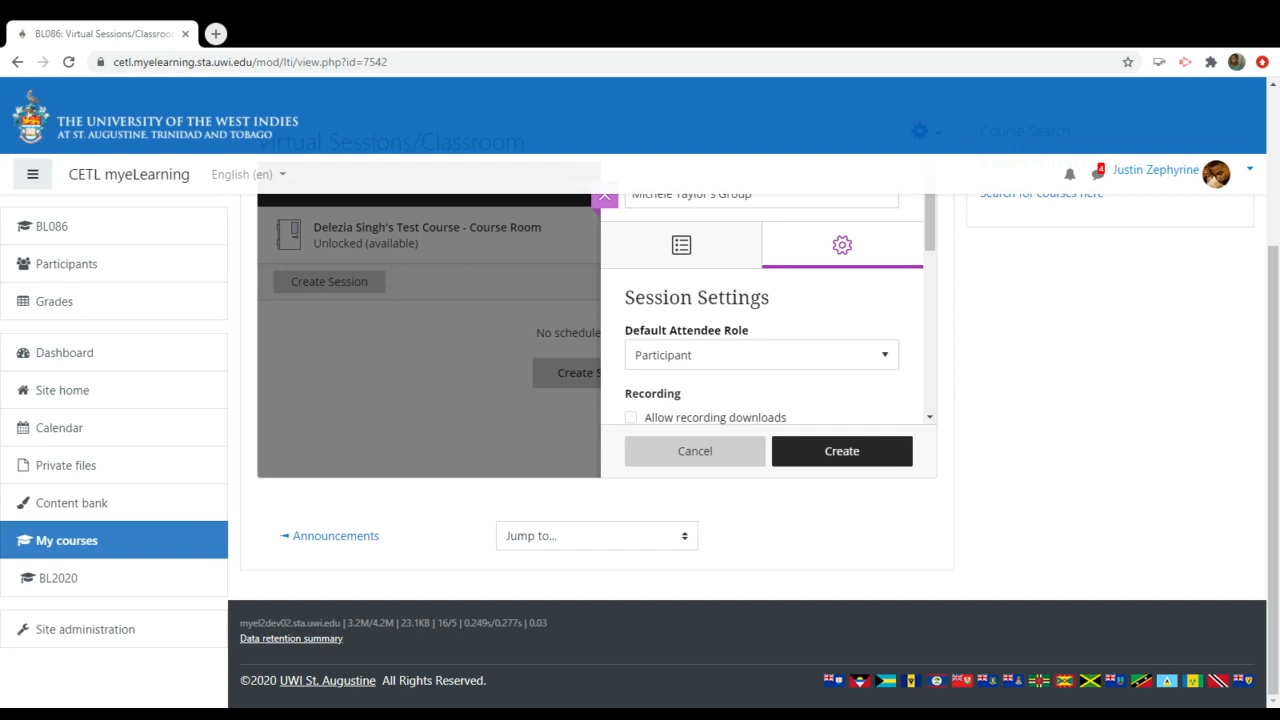 BL086: Virtual Sessions/Classroom
cetl.myelearning.sta.uwi.edu/mod/lti/view.php?id=7542
THE UNIVERSITY OF THE WEST INDIES
AT ST. AUGUSTINE, TRINIDAD AND TOBAGO
Virtual Sessions/Classroom
Course Search
CETL myeLearning
English (en)
4
Justin Zephyrine
Search for courses here
Michele Taylor's Group
BL086
Participants
Grades
Dashboard
Site home
Calendar
Private files
Content bank
My courses
BL2020
Site administration
Delezia Singh's Test Course - Course Room
Unlocked (available)
Create Session
No schedule
Create S
Session Settings
Default Attendee Role
Participant
Recording
Allow recording downloads
Cancel
Create
Announcements
Jump to...
myel2dev02.sta.uwi.edu | 3.2M/4.2M | 23.1KB | 16/5 | 0.249s/0.277s | 0.03
Data retention summary
©2020 UWI St. Augustine All Rights Reserved.